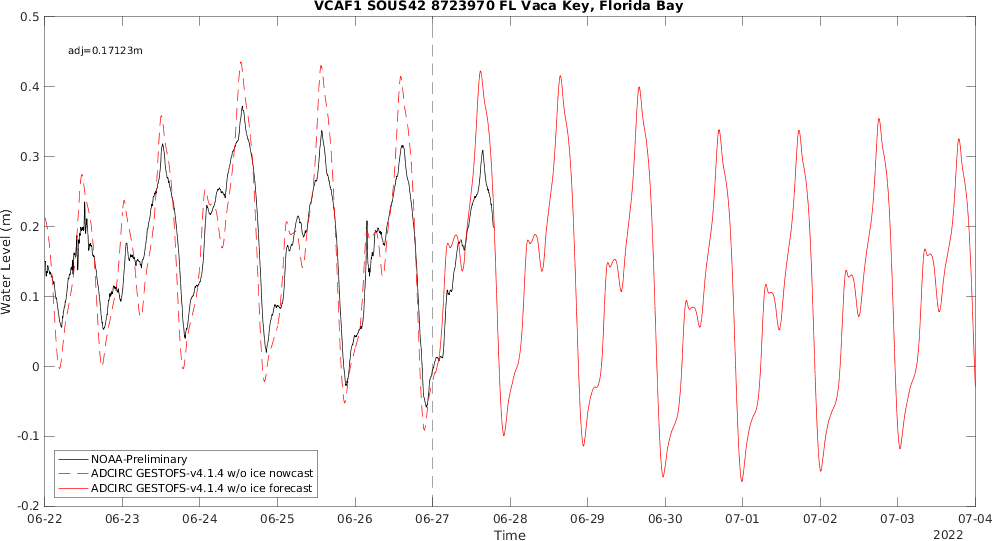 VCAF1 SOUS42 8723970 FL Vaca Key, Florida Bay
adj=0.17123m
Water Level (m)
0.5
0.4
0.3
0.2
0.1
0
-0.1
-0.2
NOAA-Preliminary
ADCIRC GESTOFS-v4.1.4 w/o ice nowcast
ADCIRC GESTOFS-v4.1.4 w/o ice forecast
06-22 06-23 06-24 06-25 06-26 06-27 06-28 06-29 06-30 07-01 07-02 07-03 07-04
Time
2022